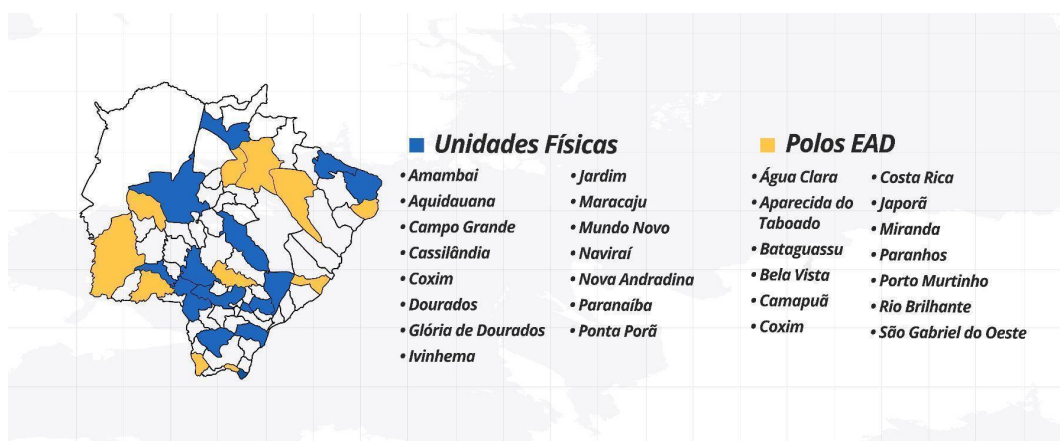 Unidades Físicas
• Amambai
• Aquidauana
• Campo Grande
• Cassilândia
• Coxim
• Dourados
• Glória de Dourados
• Ivinhema
• Jardim
• Maracaju
• Mundo Novo
• Naviraí
• Nova Andradina
• Paranaíba
• Ponta Porã
Polos EAD
• Água Clara
• Aparecida do
Taboado
• Bataguassu
• Bela Vista
• Camapuã
• Coxim
• Costa Rica
• Japorã
• Miranda
• Paranhos
• Porto Murtinho
• Rio Brilhante
• São Gabriel do Oeste